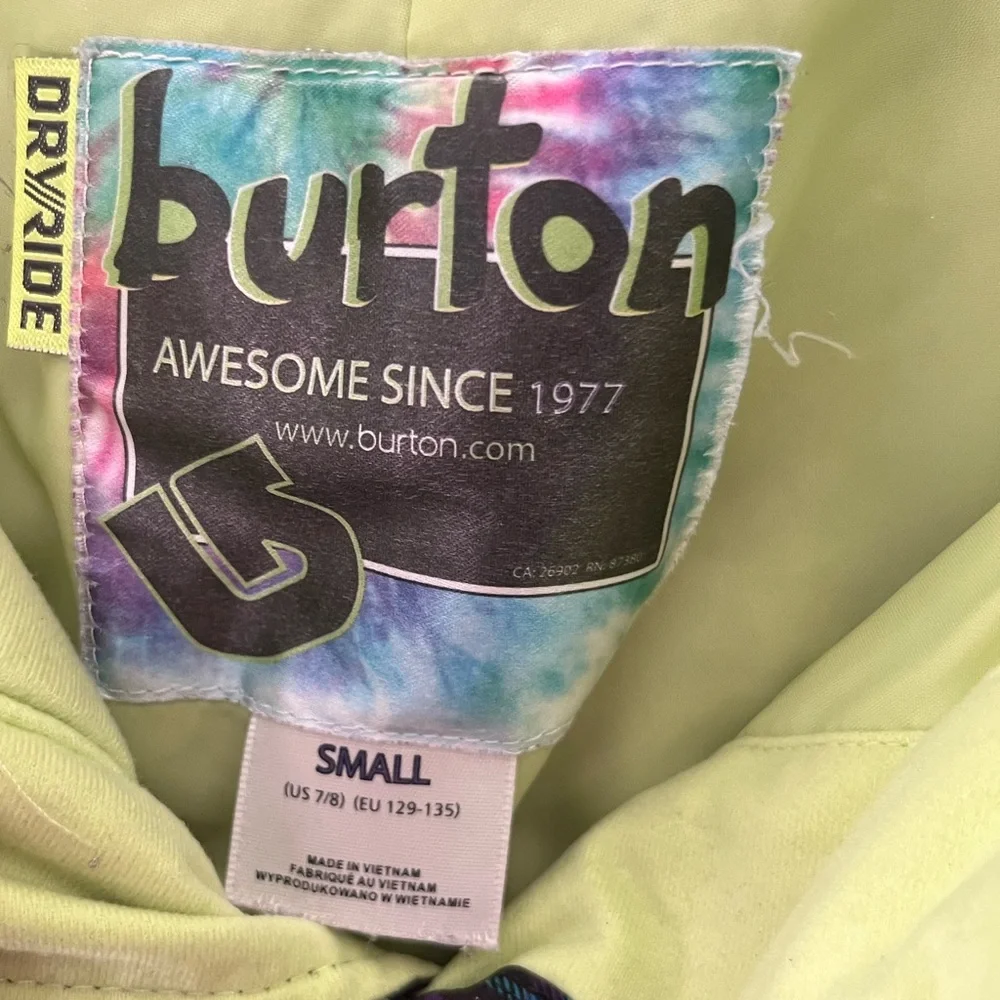 DRYRIDE
burton
AWESOME SINCE 1977
www.burton.com
CA: 26902 RN:
SMALL
(US 7/8) (EU 129-135)
MADE IN VIETNAM
FABRIQUÉ AU VIETNAM
WYPRODUKOWANO W WIETNAMIE